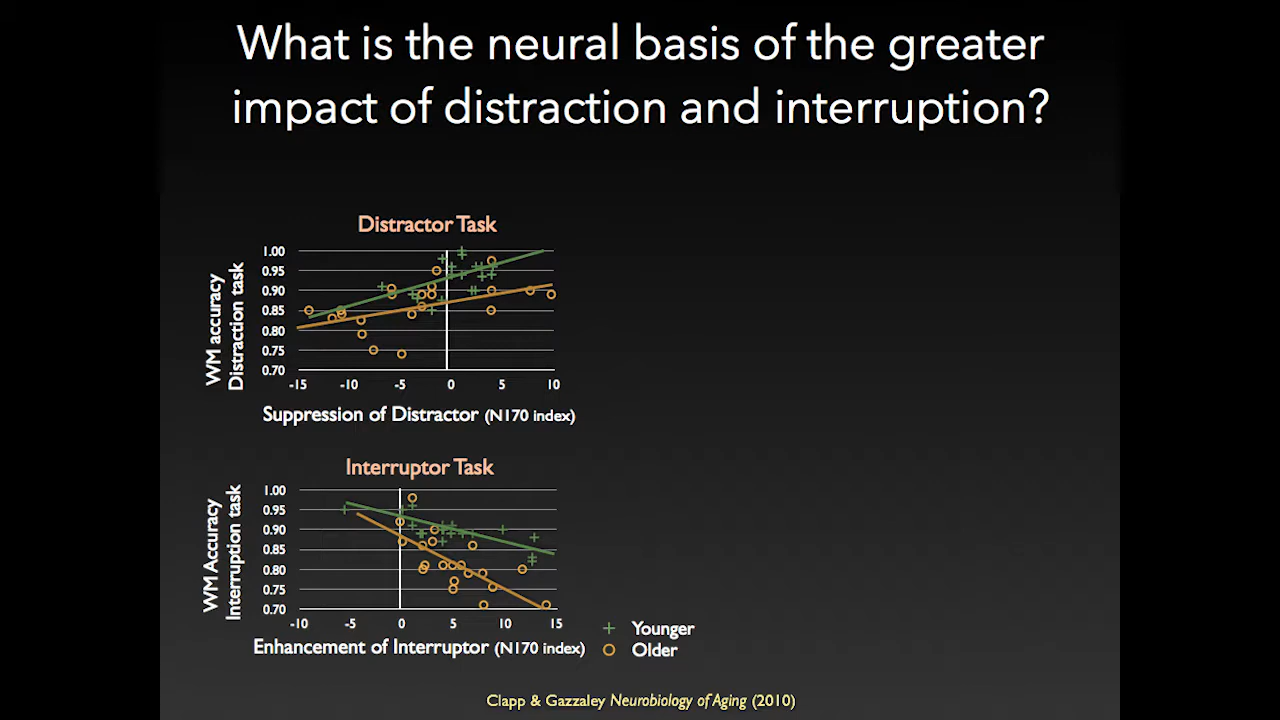 What is the neural basis of the greater
impact of distraction and interruption?
Distractor Task
WM accuracy
Distraction task
1.00
0.95
0.90
0.85
0.80
0.75
0.70
-15 -10 -5 0 5 10
Suppression of Distractor (N170 index)
Interruptor Task
WM Accuracy
Interruption task
1.00
0.95
0.90
0.85
0.80
0.75
0.70
-10 -5 0 5 10 15
Enhancement of Interruptor (N170 index)
Younger
Older
Clapp & Gazzaley Neurobiology of Aging (2010)